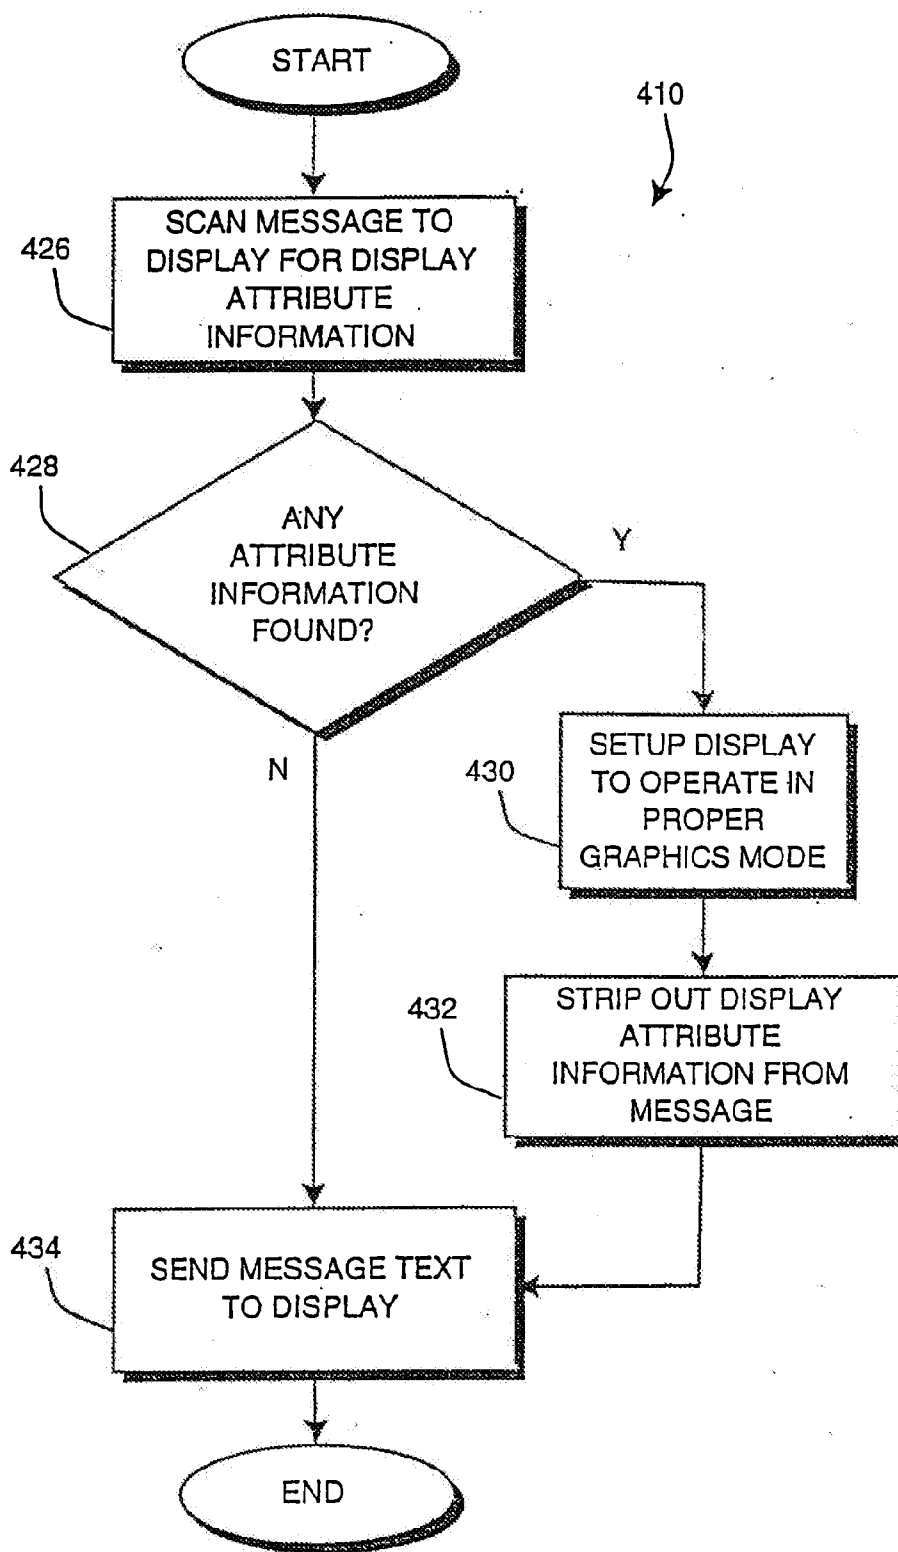 START
410
SCAN MESSAGE TO
DISPLAY FOR DISPLAY
ATTRIBUTE
INFORMATION
426
428
ANY
ATTRIBUTE
INFORMATION
FOUND?
Y
N
SETUP DISPLAY
TO OPERATE IN
PROPER
GRAPHICS MODE
430
STRIP OUT DISPLAY
ATTRIBUTE
INFORMATION FROM
MESSAGE
432
434
SEND MESSAGE TEXT
TO DISPLAY
END